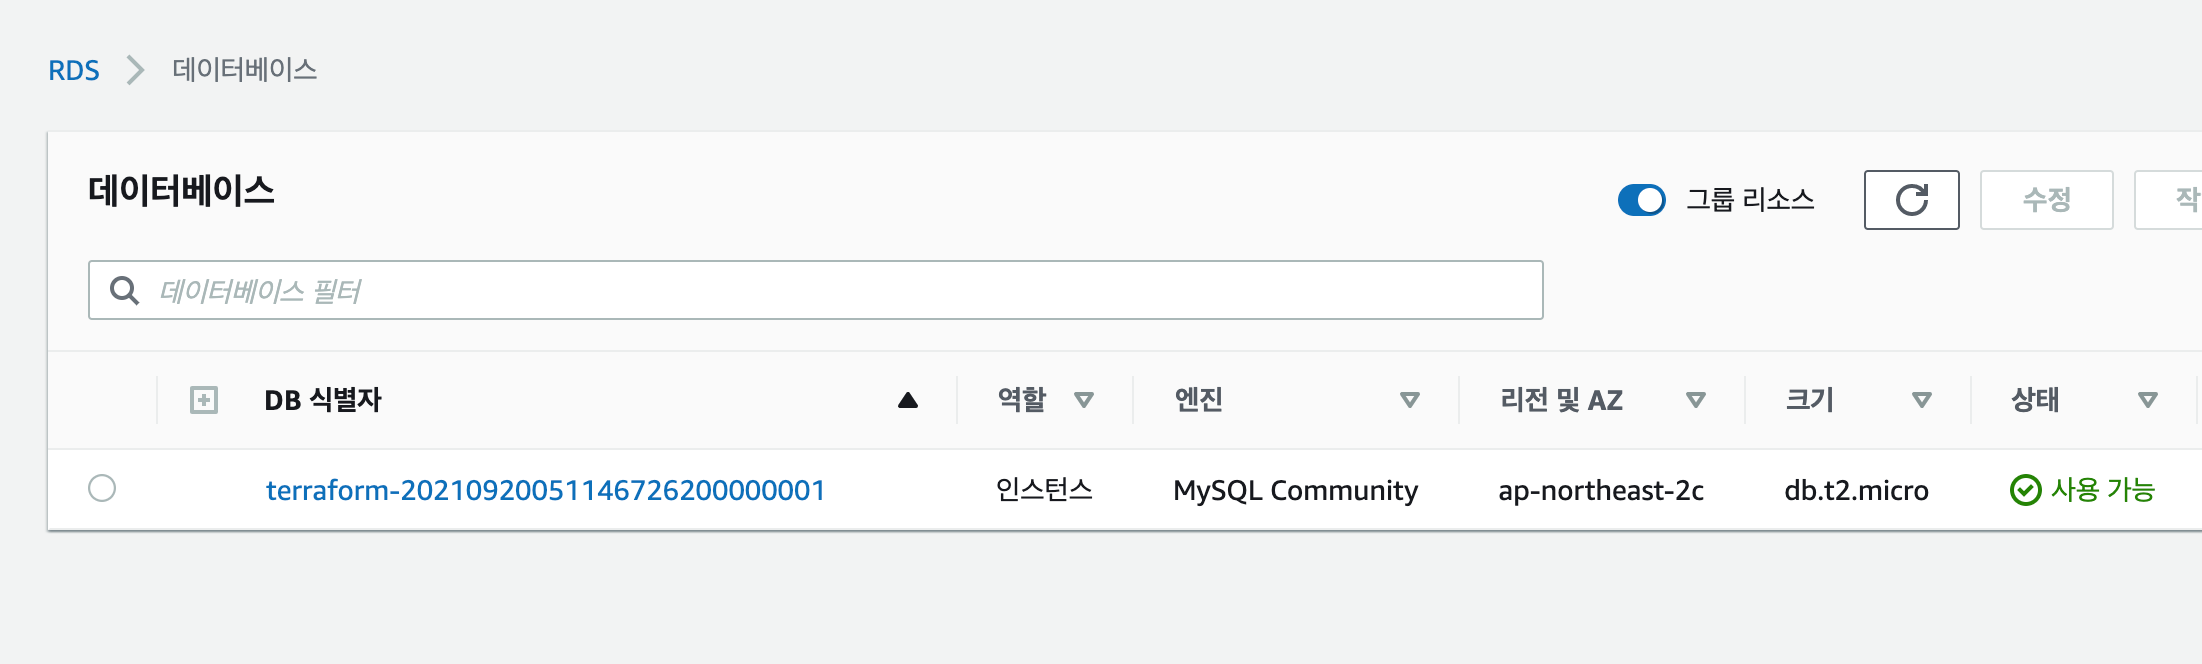 RDS 데이터베이스
데이터베이스
그룹 리소스 수정 작
데이터베이스 필터
DB 식별자 역할 엔진 리전 및 AZ 크기 상태
terraform-20210920051146726200000001 인스턴스 MySQL Community ap-northeast-2c db.t2.micro 사용 가능